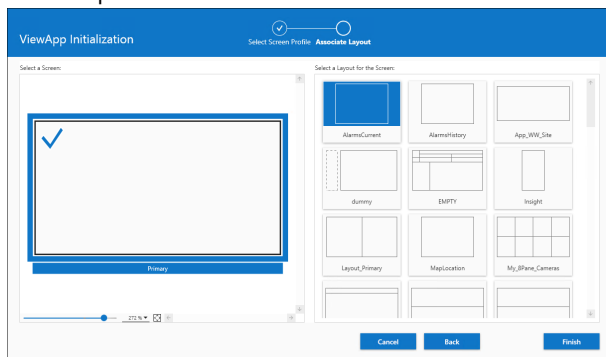 ViewApp Initialization
Select Screen Profile
Associate Layout
Select a Screen:
Primary
272 %
Select a Layout for the Screen:
AlarmsCurrent
AlarmsHistory
App_WW_Site
dummy
EMPTY
Insight
Layout_Primary
MapLocation
My_8Pane_Cameras
Cancel
Back
Finish